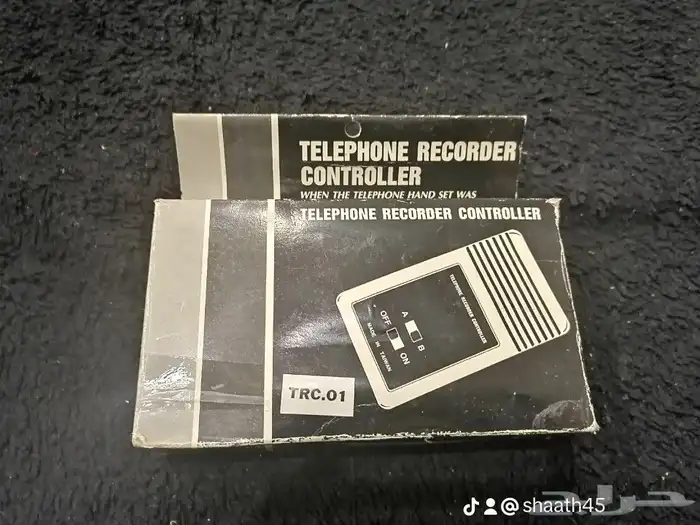 TELEPHONE RECORDER
CONTROLLER
WHEN THE TELEPHONE HAND SET WAS
TELEPHONE RECORDER CONTROLLER
TELEPHONE RECORDER CONTROLLER
A
B
OFF
ON
MADE IN TAIWAN
TRC.01
@shaath45
حراج